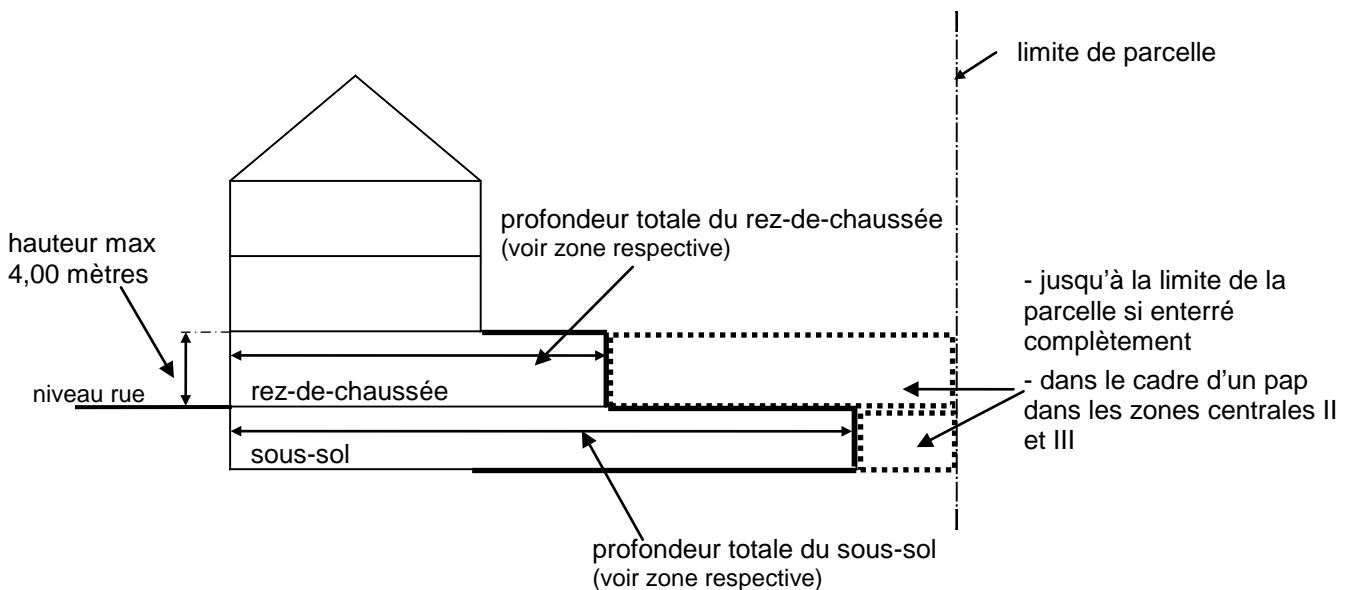 limite de parcelle
profondeur totale du rez-de-chaussée
(voir zone respective)
hauteur max
4,00 mètres
- jusqu’à la limite de la
parcelle si enterré
complètement
- dans le cadre d’un pap
dans les zones centrales II
et III
niveau rue
rez-de-chaussée
sous-sol
profondeur totale du sous-sol
(voir zone respective)